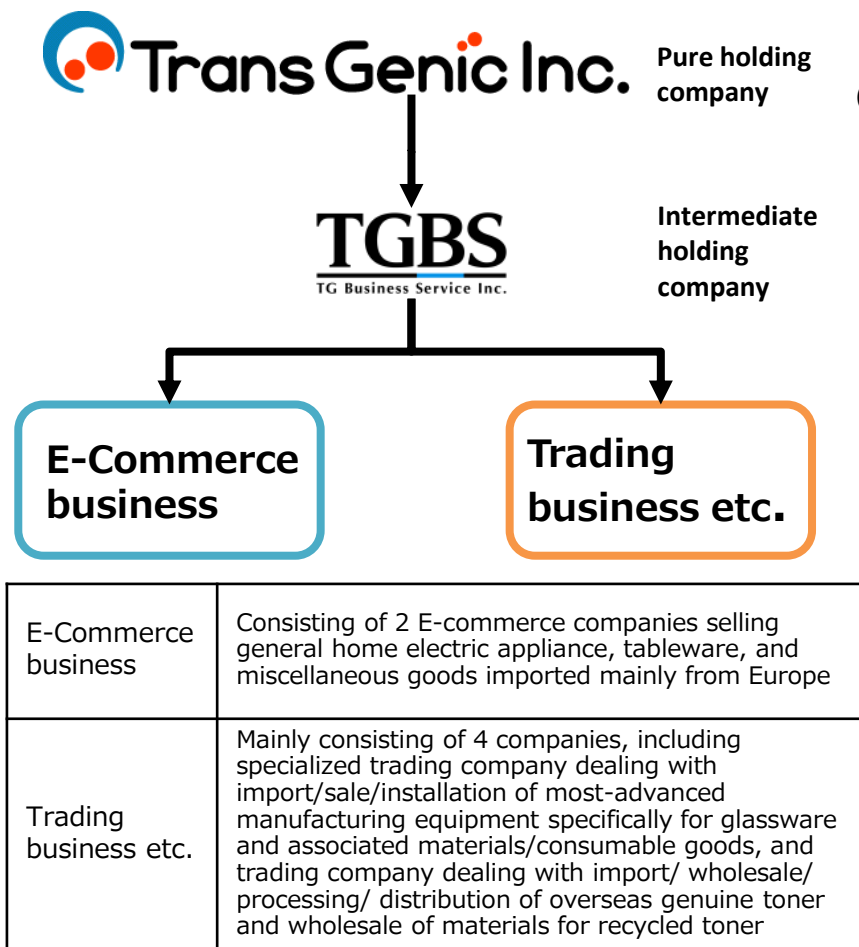 Trans Genic Inc.
Pure holding
company
TGBS
TG Business Service Inc.
Intermediate
holding
company
E-Commerce
business
Trading
business etc.
E-Commerce
business
Consisting of 2 E-commerce companies selling
general home electric appliance, tableware, and
miscellaneous goods imported mainly from Europe
Trading
business etc.
Mainly consisting of 4 companies, including
specialized trading company dealing with
import/sale/installation of most-advanced
manufacturing equipment specifically for glassware
and associated materials/consumable goods, and
trading company dealing with import/ wholesale/
processing/ distribution of overseas genuine toner
and wholesale of materials for recycled toner